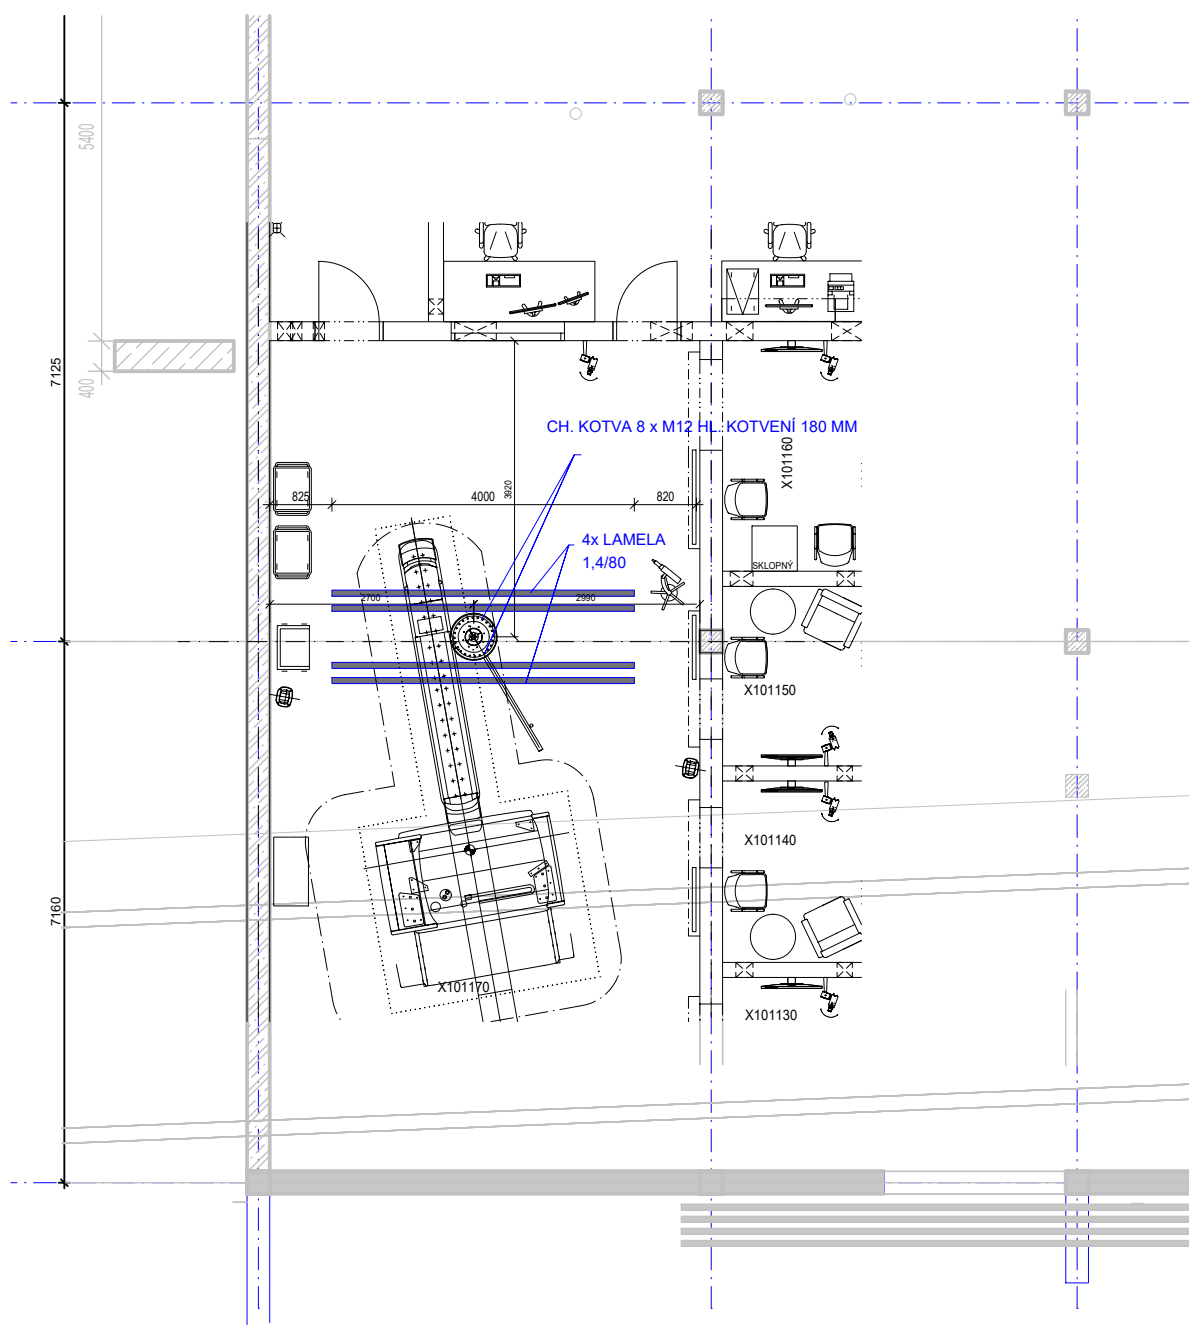 5400
7125
400
CH. KOTVA 8 x M12 HL. KOTVENÍ 180 MM
X101160
825
4000
3920
820
4x LAMELA
1,4/80
SKLOPNÝ
2700
2990
X101150
X101140
7160
X101170
X101130